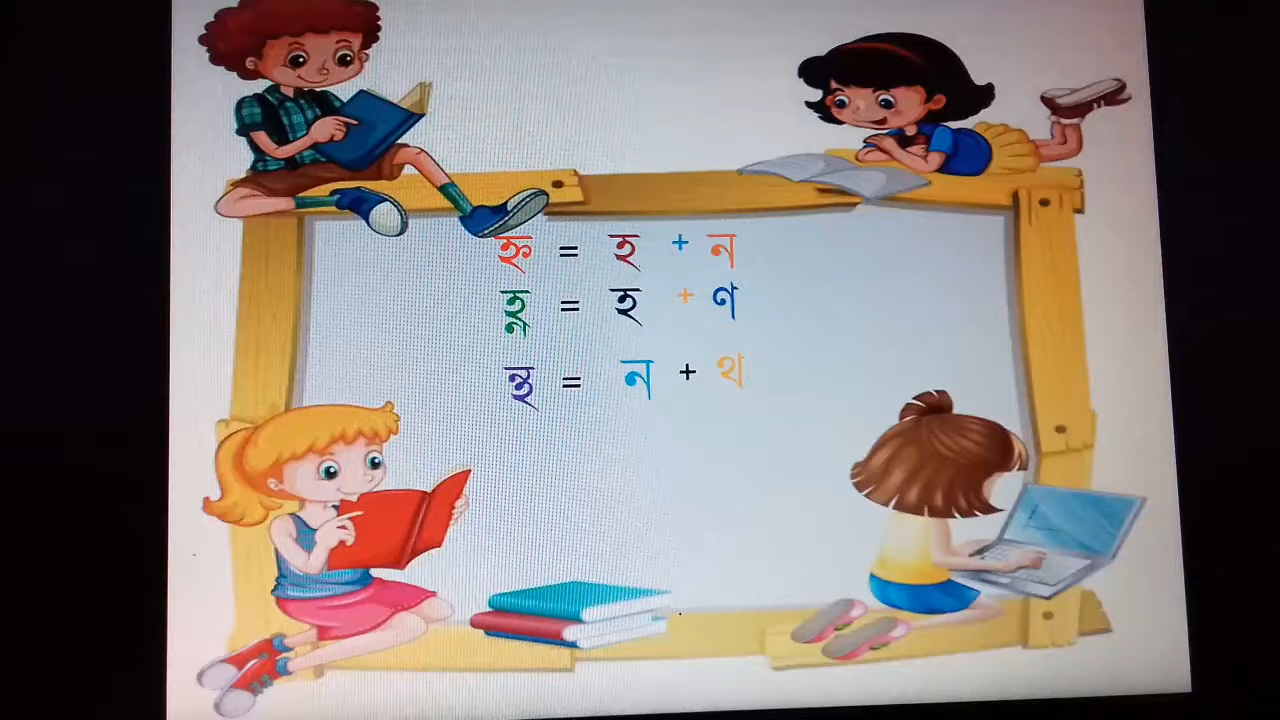 হ্ন = হ + ন
হ্ণ = হ + ণ
ন্থ = ন + থ